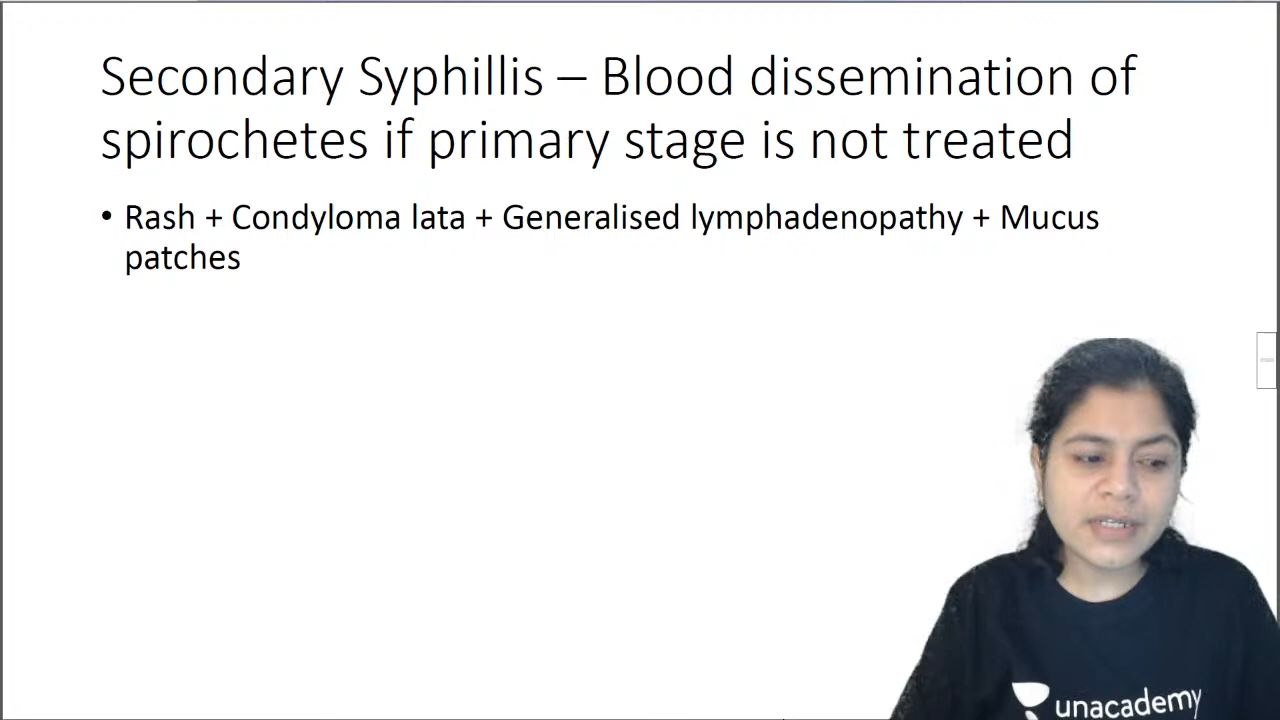 Secondary Syphillis – Blood dissemination of
spirochetes if primary stage is not treated
• Rash + Condyloma lata + Generalised lymphadenopathy + Mucus
patches
unacademy